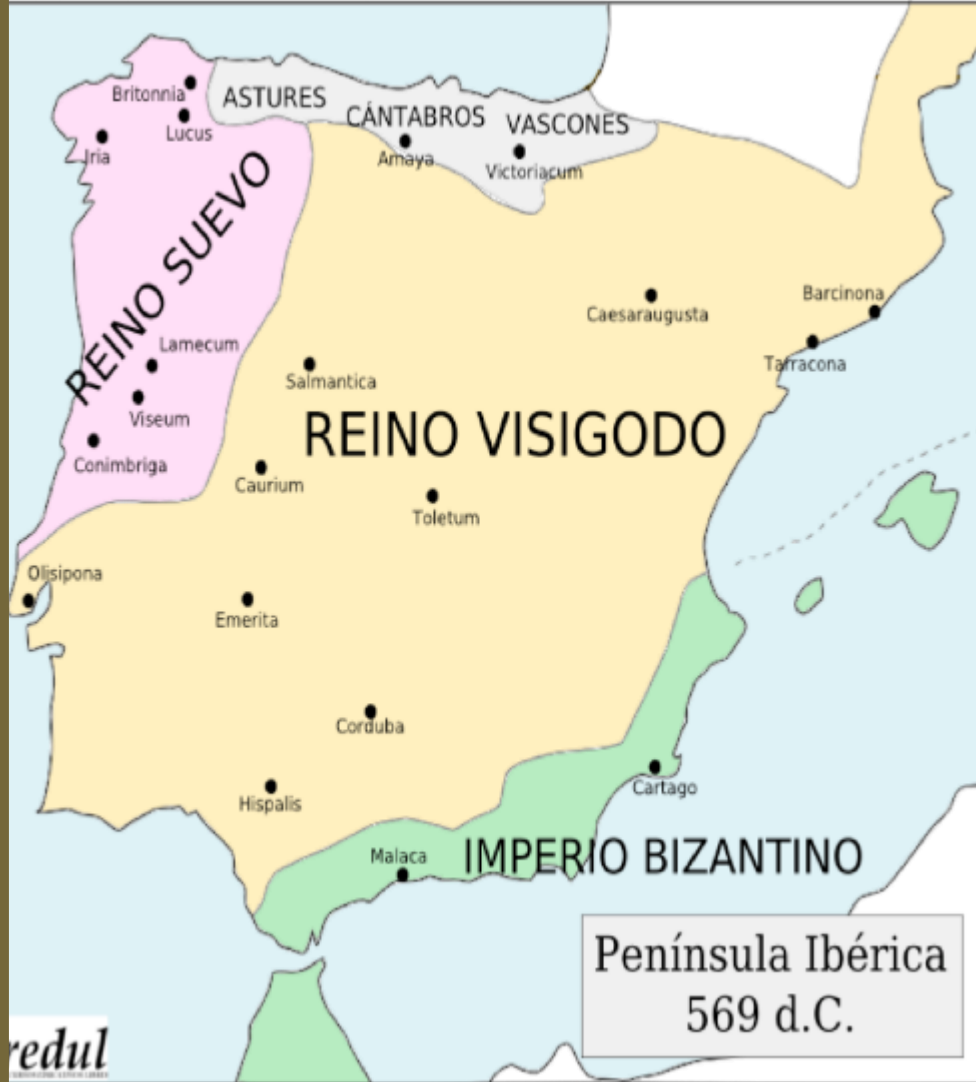 Britonnia
ASTURES
CÁNTABROS
VASCONES
Lucus
Iria
Amaya
Victoriacum
REINO SUEVO
Barcinona
Caesaraugusta
Lamecum
Tarracona
Salmantica
Viseum
REINO VISIGODO
Conimbriga
Caurium
Toletum
Olisipona
Emerita
Corduba
Cartago
Hispalis
Malaca
IMPERIO BIZANTINO
Península Ibérica
569 d.C.
redul